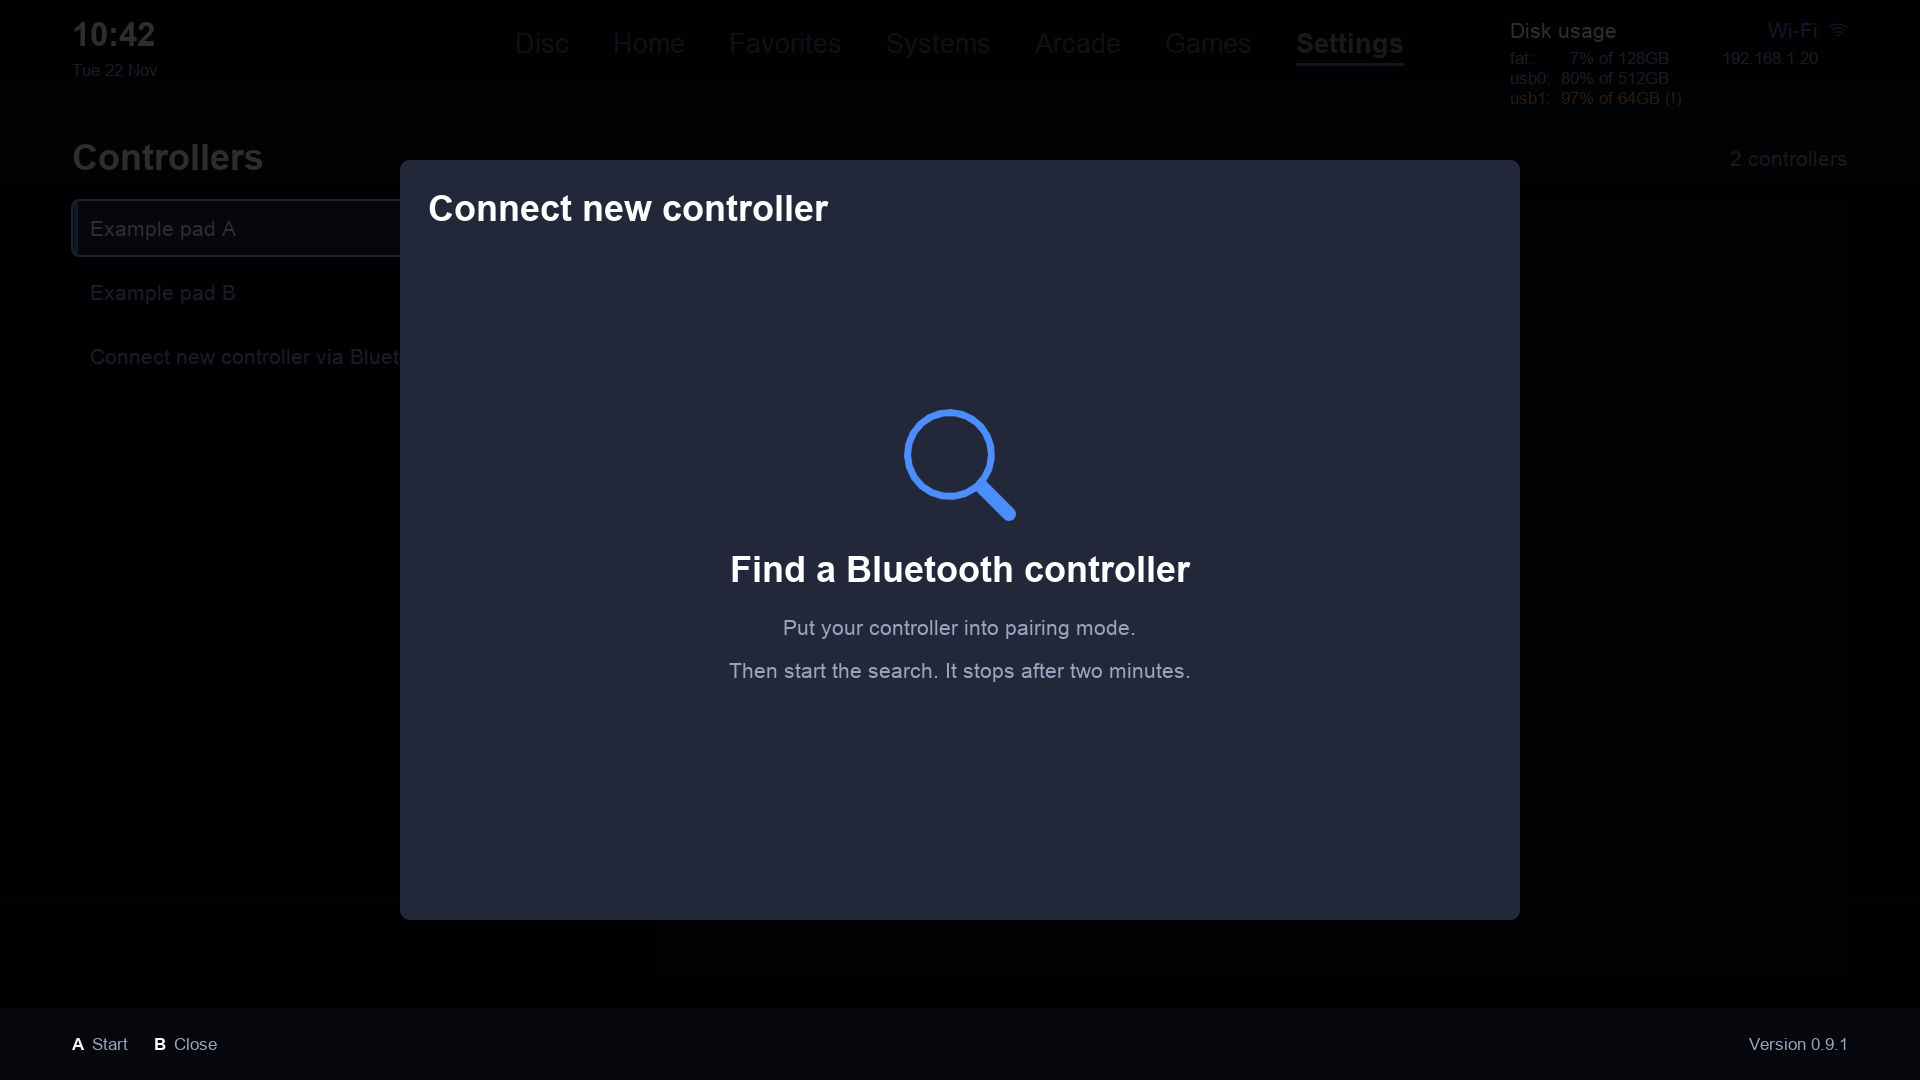 10:42
Tue 22 Nov
Disc Home Favorites Systems Arcade Games Settings
Disk usage
fat: 7% of 128GB
usb0: 80% of 512GB
usb1: 97% of 64GB (!)
Wi-Fi
192.168.1.20
Controllers
2 controllers
Example pad A
Example pad B
Connect new controller via Bluet
Connect new controller
Find a Bluetooth controller
Put your controller into pairing mode.
Then start the search. It stops after two minutes.
A Start B Close
Version 0.9.1